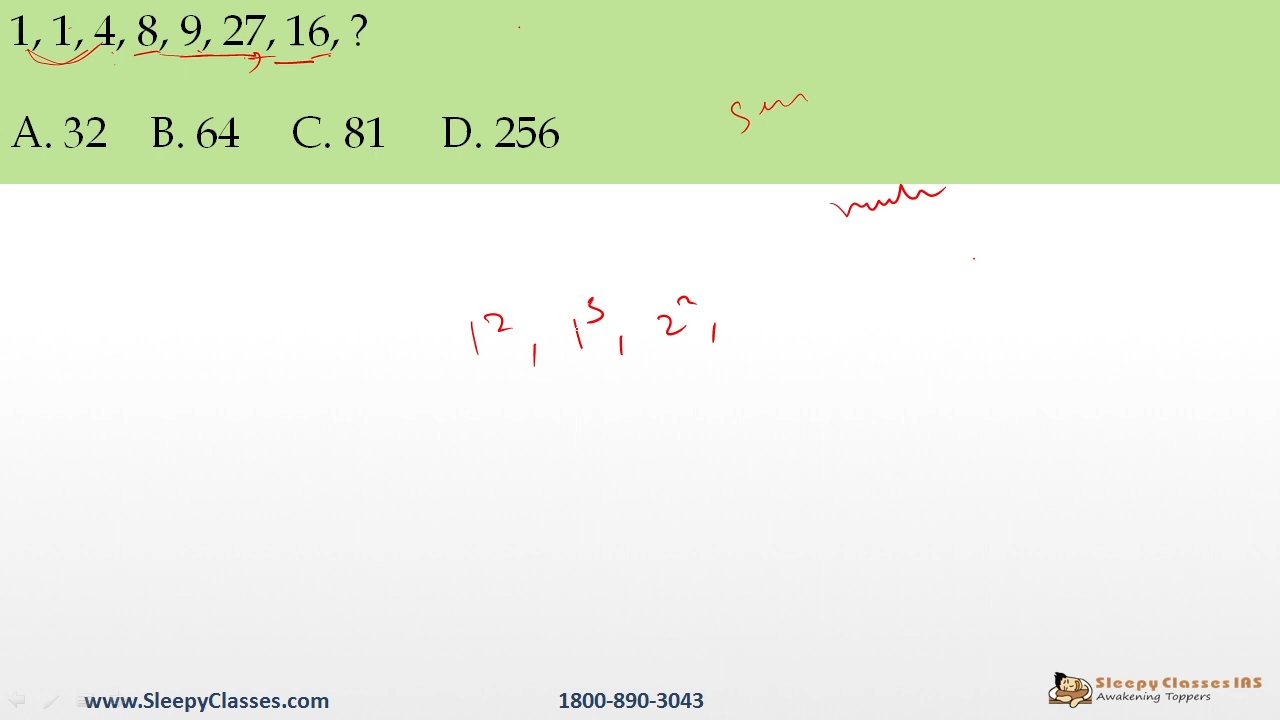 1, 1, 4, 8, 9, 27, 16, ?
A. 32 B. 64 C. 81 D. 256
1², 1³, 2²,
www.SleepyClasses.com
1800-890-3043
Sleepy Classes IAS
Awakening Toppers